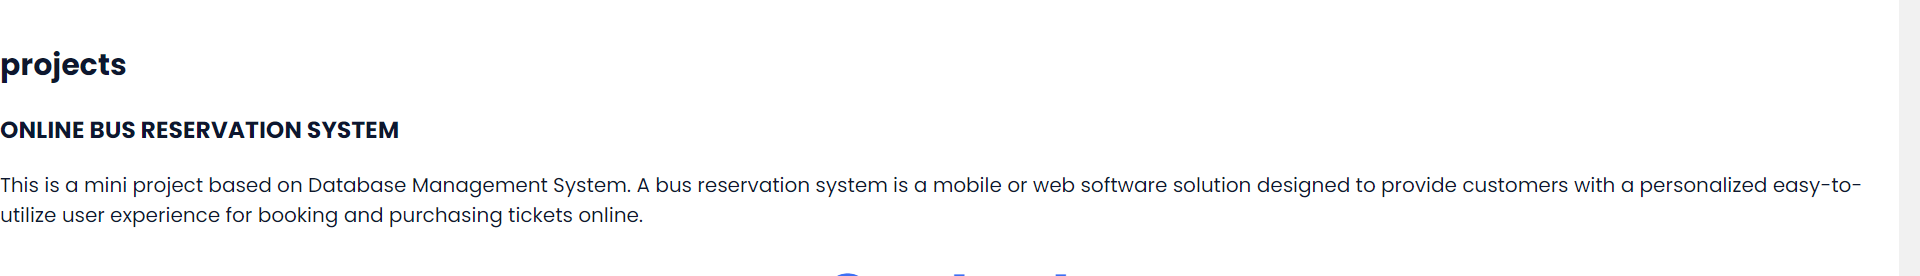 projects
ONLINE BUS RESERVATION SYSTEM
This is a mini project based on Database Management System. A bus reservation system is a mobile or web software solution designed to provide customers with a personalized easy-to-
utilize user experience for booking and purchasing tickets online.